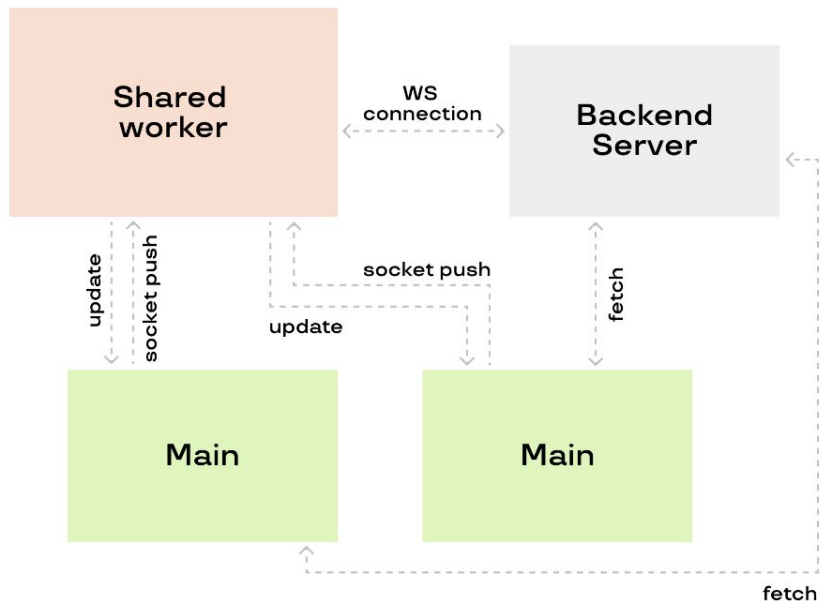 Shared
worker
WS
connection
Backend
Server
update
socket push
socket push
update
fetch
Main
Main
fetch